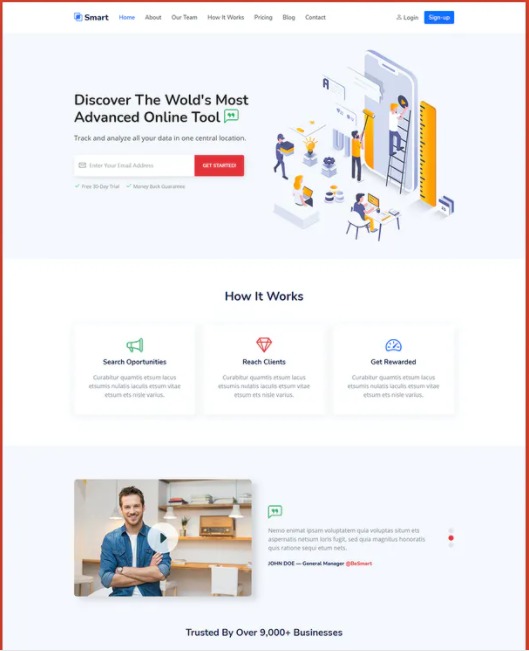 Smart
Home About Our Team How It Works Pricing Blog Contact
Login Sign-up
Discover The Wold's Most
Advanced Online Tool
Track and analyze all your data in one central location.
Enter Your Email Address GET STARTED!
Free 30-Day Trial Money Back Guarantee
How It Works
Search Oportunities
Curabitur quamtis etsum lacus
etsumis nulatis iaculis etsum vitae
etsum ets nisle varius.
Reach Clients
Curabitur quamtis etsum lacus
etsumis nulatis iaculis etsum vitae
etsum ets nisle varius.
Get Rewarded
Curabitur quamtis etsum lacus
etsumis nulatis iaculis etsum vitae
etsum ets nisle varius.
Nemo enimat ipsam voluptatem quia voluptas situm ets
aspernatis netsum loris fugit, sed quia magnitus honoratis
quis ratione sequi etum nets.
JOHN DOE — General Manager @BeSmart
Trusted By Over 9,000+ Businesses